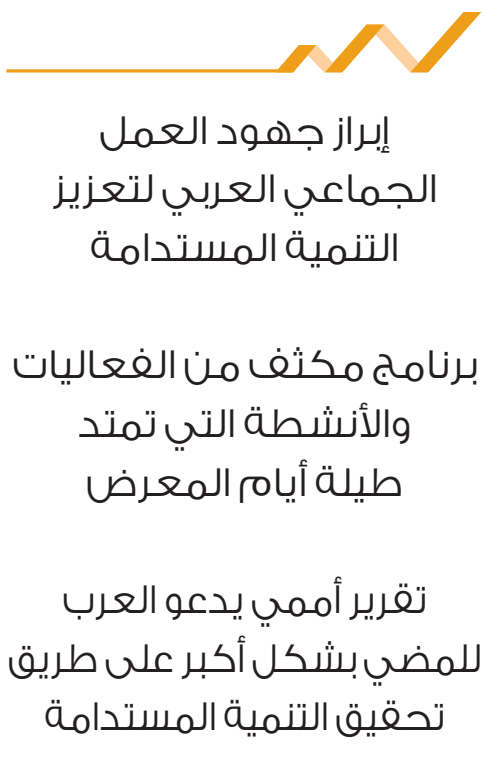 إبراز جهود العمل
الجماعي العربي لتعزيز
التنمية المستدامة
برنامج مكثف من الفعاليات
والأنشطة التي تمتد
طيلة أيام المعرض
تقرير أممي يدعو العرب
للمضي بشكل أكبر على طريق
تحقيق التنمية المستدامة